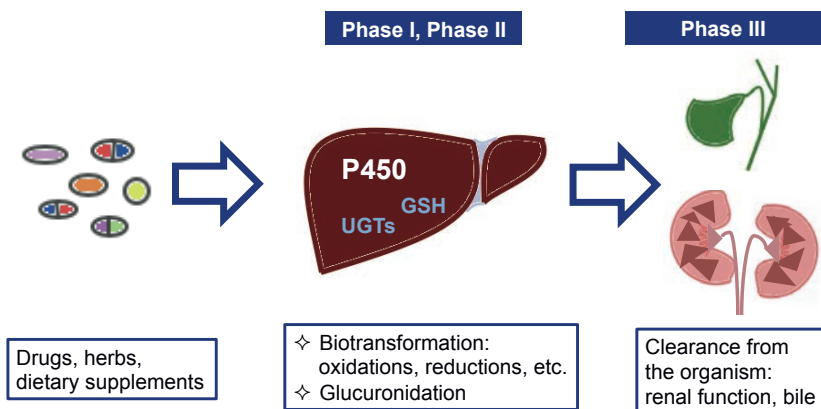 Phase I, Phase II
Phase III
P450
GSH
UGTs
Drugs, herbs,
dietary supplements
✧ Biotransformation:
oxidations, reductions, etc.
✧ Glucuronidation
Clearance from
the organism:
renal function, bile